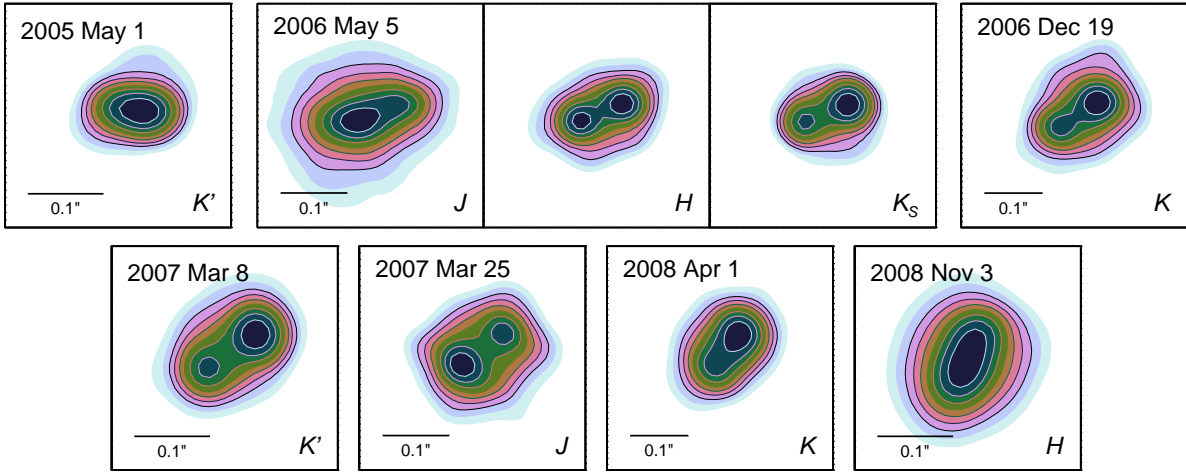 2005 May 1
0.1"
K'
2006 May 5
0.1"
J
H
K_S
2006 Dec 19
0.1"
K
2007 Mar 8
0.1"
K'
2007 Mar 25
0.1"
J
2008 Apr 1
0.1"
K
2008 Nov 3
0.1"
H